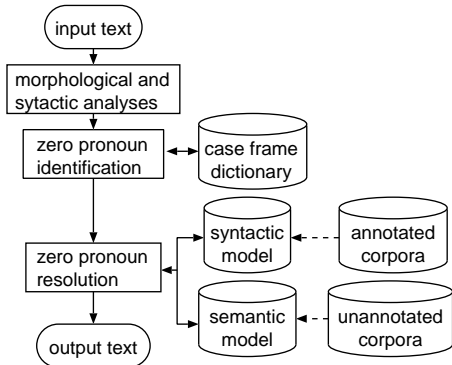 input text
morphological and
sytactic analyses
zero pronoun
identification
case frame
dictionary
zero pronoun
resolution
syntactic
model
annotated
corpora
semantic
model
unannotated
corpora
output text